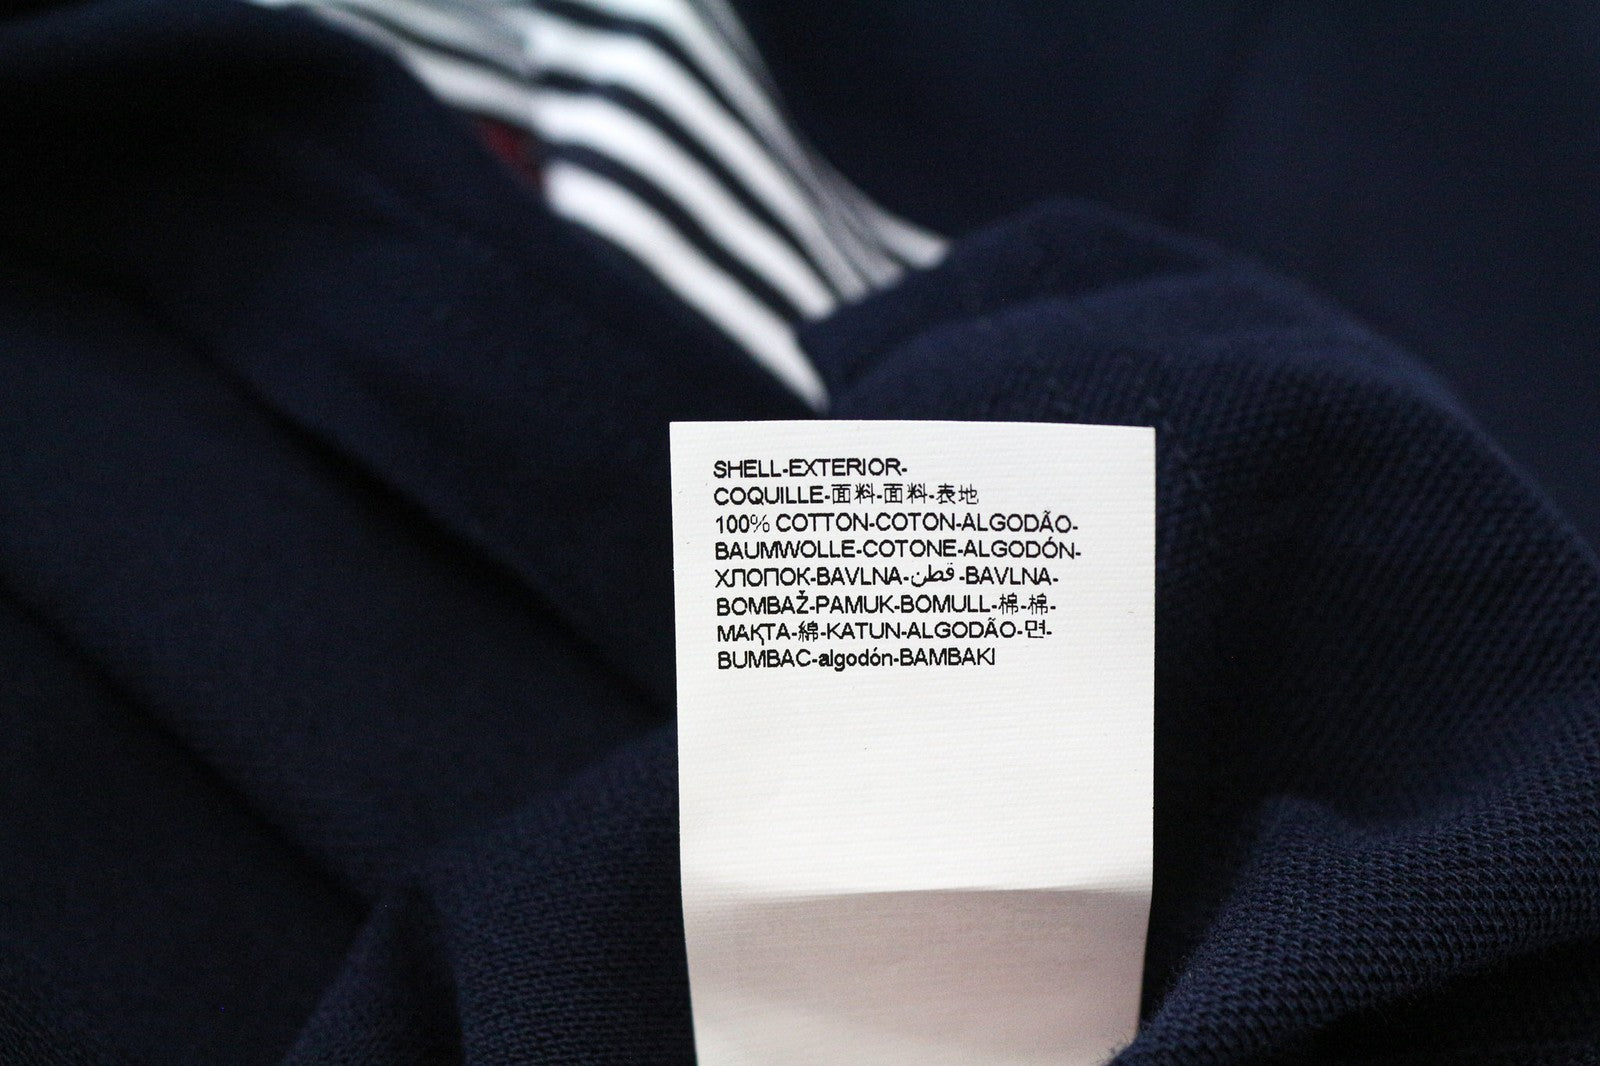 SHELL-EXTERIOR-
COQUILLE-面料-面料-表地
100% COTTON-COTON-ALGODÃO-
BAUMWOLLE-COTONE-ALGODÓN-
ХЛОПОК-BAVLNA-قطن-BAVLNA-
BOMBAŽ-PAMUK-BOMULL-棉-棉-
МАҚТА-綿-KATUN-ALGODÃO-면-
BUMBAC-algodón-BAMBAKI